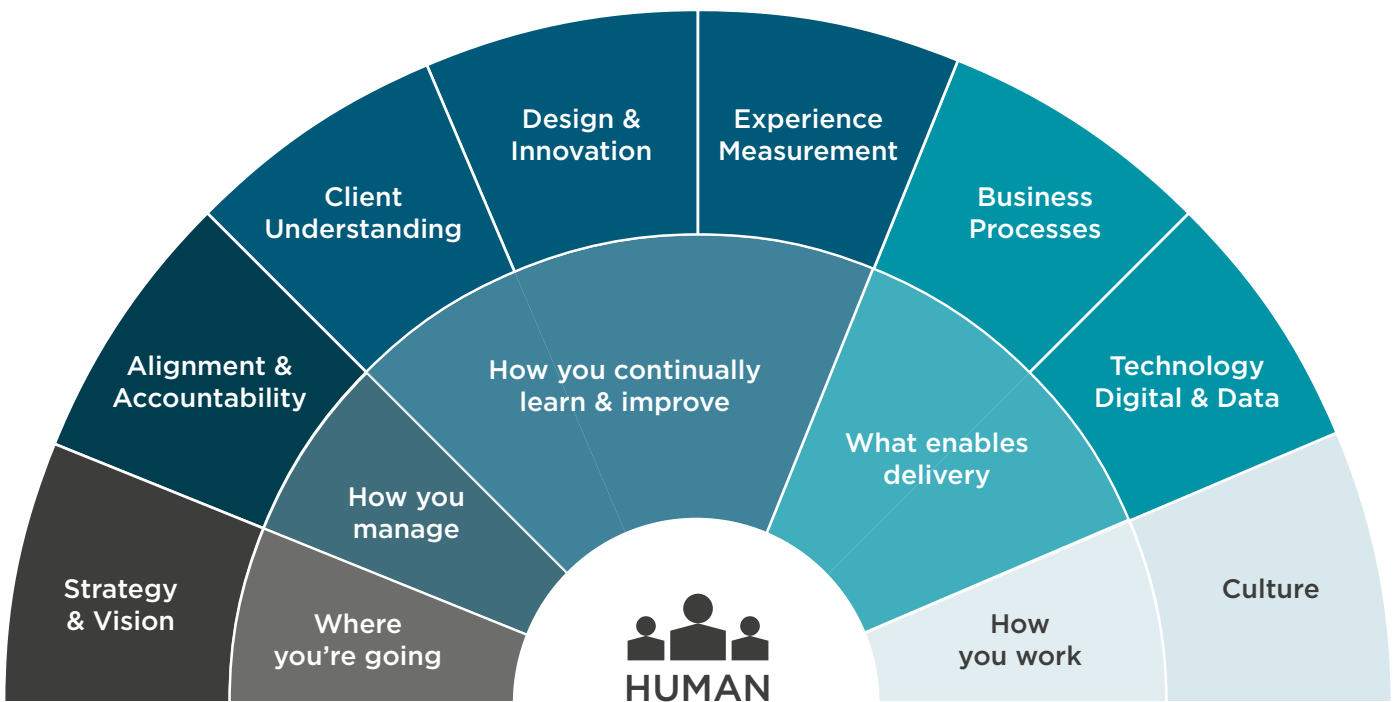 Strategy
& Vision
Alignment &
Accountability
Client
Understanding
Design &
Innovation
Experience
Measurement
Business
Processes
Technology
Digital & Data
Culture
Where
you’re going
How you
manage
How you continually
learn & improve
What enables
delivery
How
you work
HUMAN